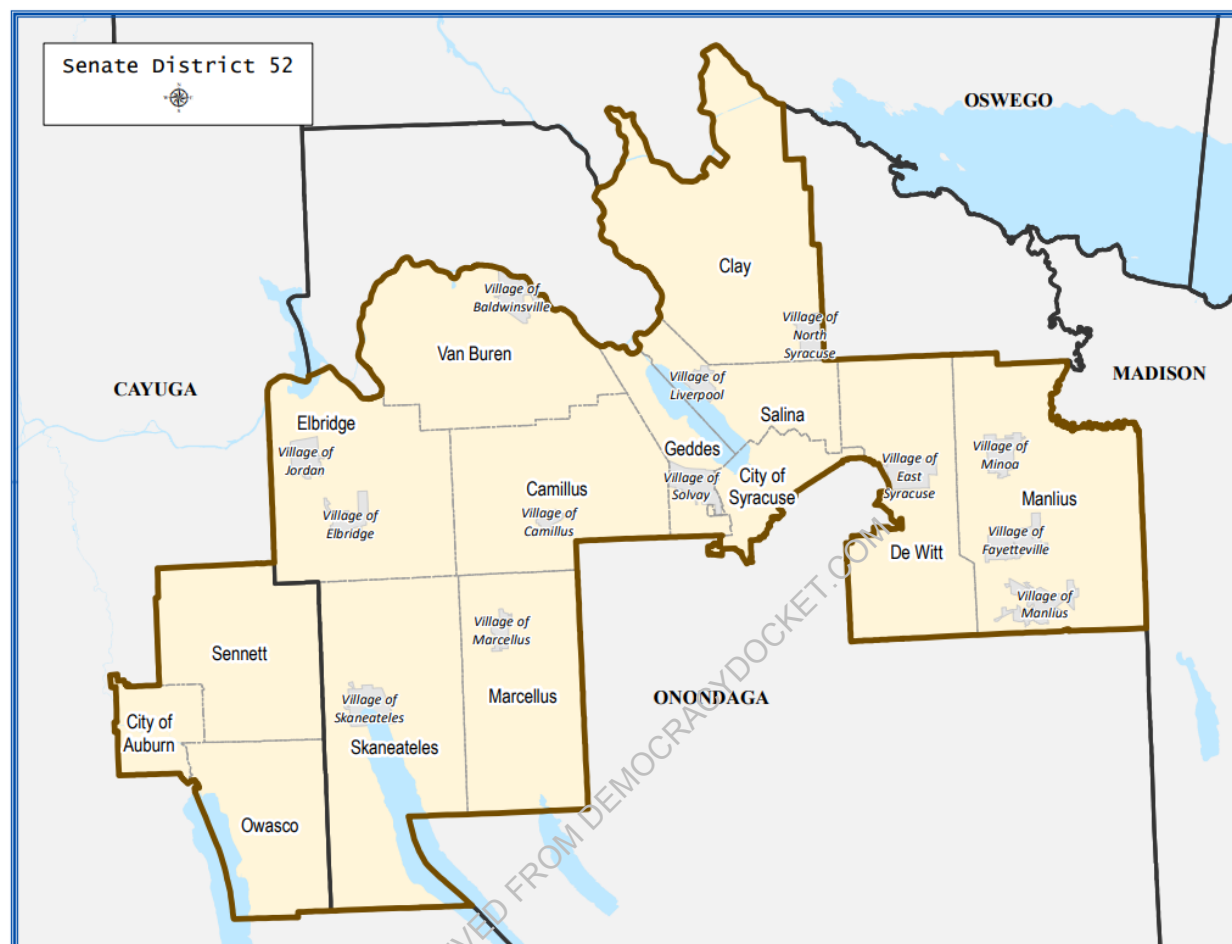 Senate District 52
OSWEGO
Clay
Village of
Baldwinsville
Village of
North
Syracuse
Van Buren
CAYUGA
MADISON
Village of
Liverpool
Elbridge
Salina
Village of
Jordan
Geddes
Village of
Solvay
City of
Syracuse
Village of
East
Syracuse
Village of
Minoa
Camillus
Village of
Camillus
Manlius
Village of
Elbridge
Village of
Fayetteville
De Witt
Village of
Manlius
Village of
Marcellus
Sennett
Marcellus
ONONDAGA
Village of
Skaneateles
City of
Auburn
Skaneateles
Owasco
VED FROM DEMOCRACYDOCKET.COM